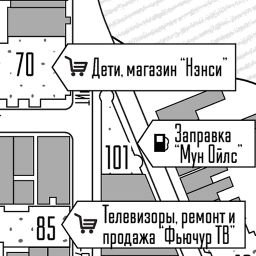 70
Дети, магазин "Нэнси"
Заправка
"Мун Ойлс"
101
Телевизоры, ремонт и
продажа "Фьючур ТВ"
85